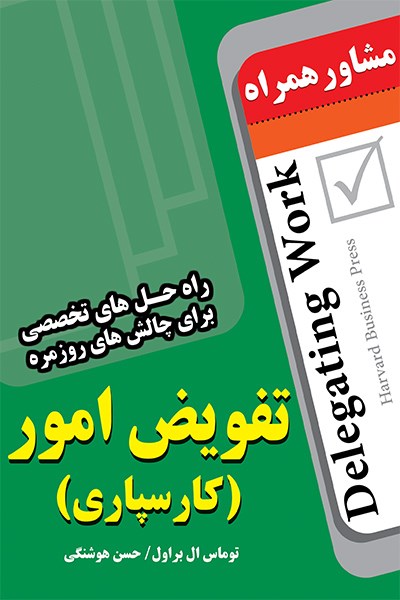 مشاور همراه
Delegating Work
Harvard Business Press
راه حل های تخصصی
برای چالش های روزمره
تفویض امور
(کارسپاری)
توماس ال براول/ حسن هوشنگی